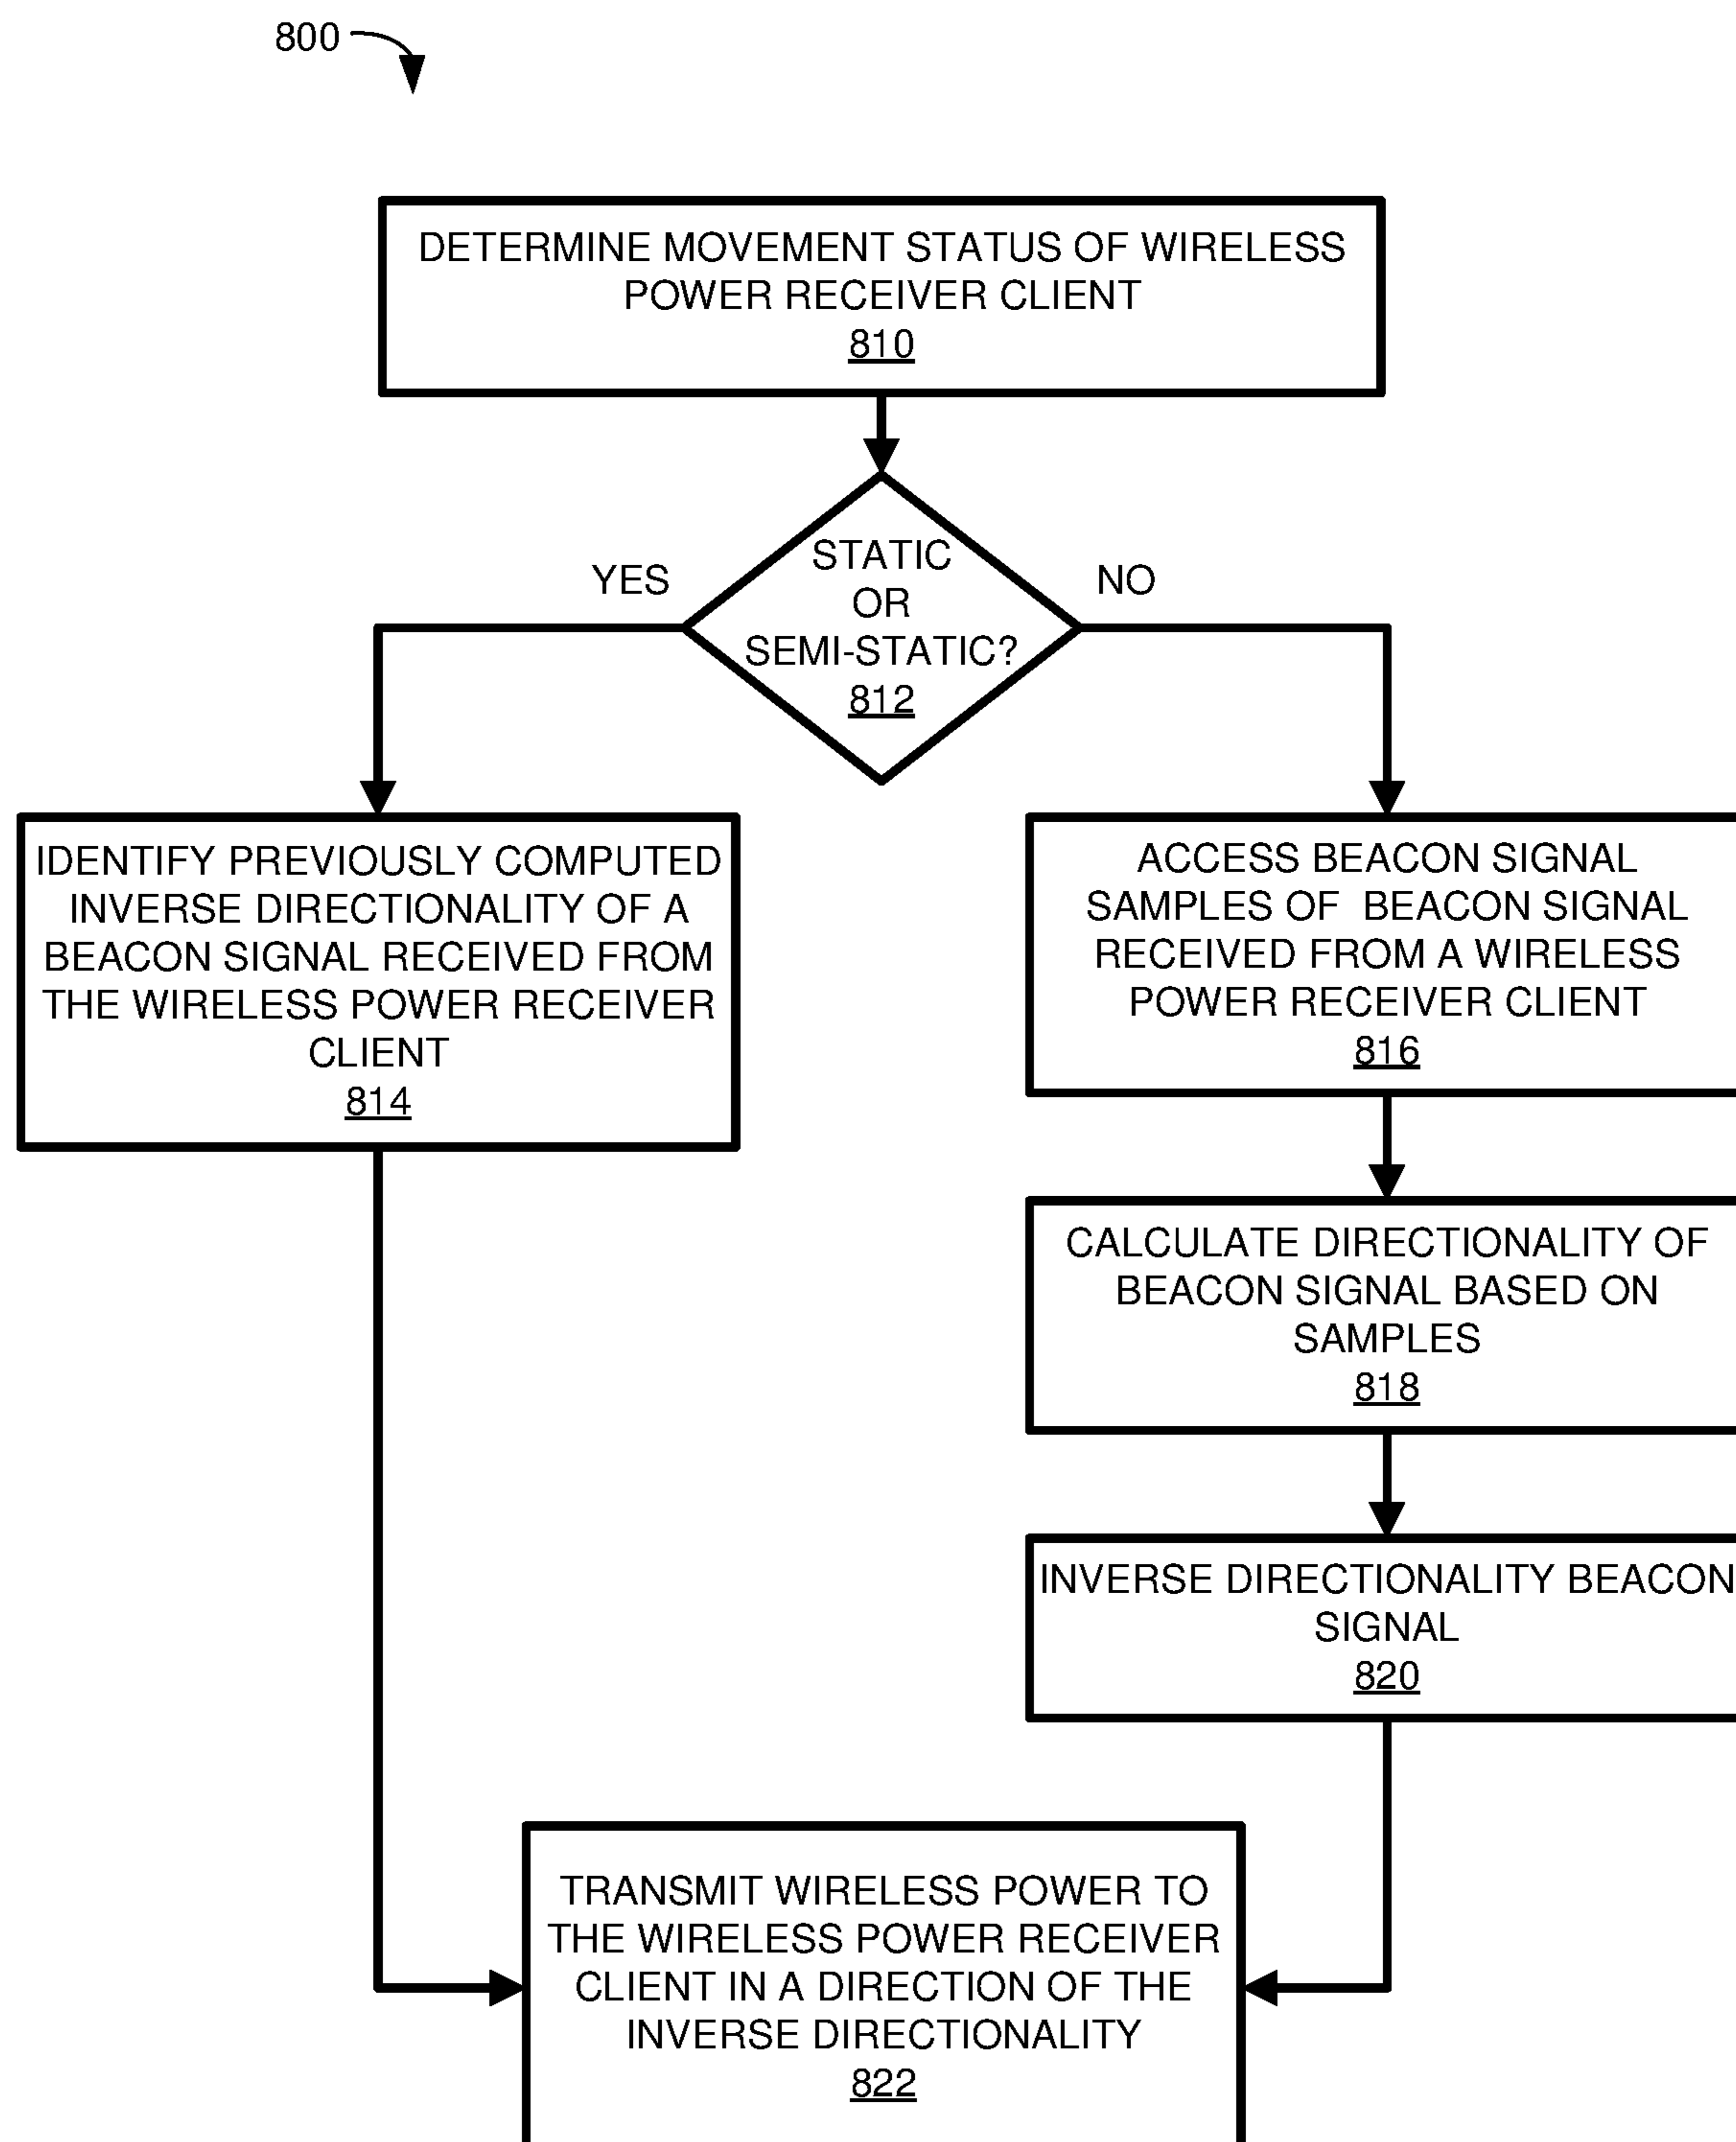 800
DETERMINE MOVEMENT STATUS OF WIRELESS
POWER RECEIVER CLIENT
810
STATIC
OR
SEMI-STATIC?
812
YES
NO
IDENTIFY PREVIOUSLY COMPUTED
INVERSE DIRECTIONALITY OF A
BEACON SIGNAL RECEIVED FROM
THE WIRELESS POWER RECEIVER
CLIENT
814
ACCESS BEACON SIGNAL
SAMPLES OF BEACON SIGNAL
RECEIVED FROM A WIRELESS
POWER RECEIVER CLIENT
816
CALCULATE DIRECTIONALITY OF
BEACON SIGNAL BASED ON
SAMPLES
818
INVERSE DIRECTIONALITY BEACON
SIGNAL
820
TRANSMIT WIRELESS POWER TO
THE WIRELESS POWER RECEIVER
CLIENT IN A DIRECTION OF THE
INVERSE DIRECTIONALITY
822